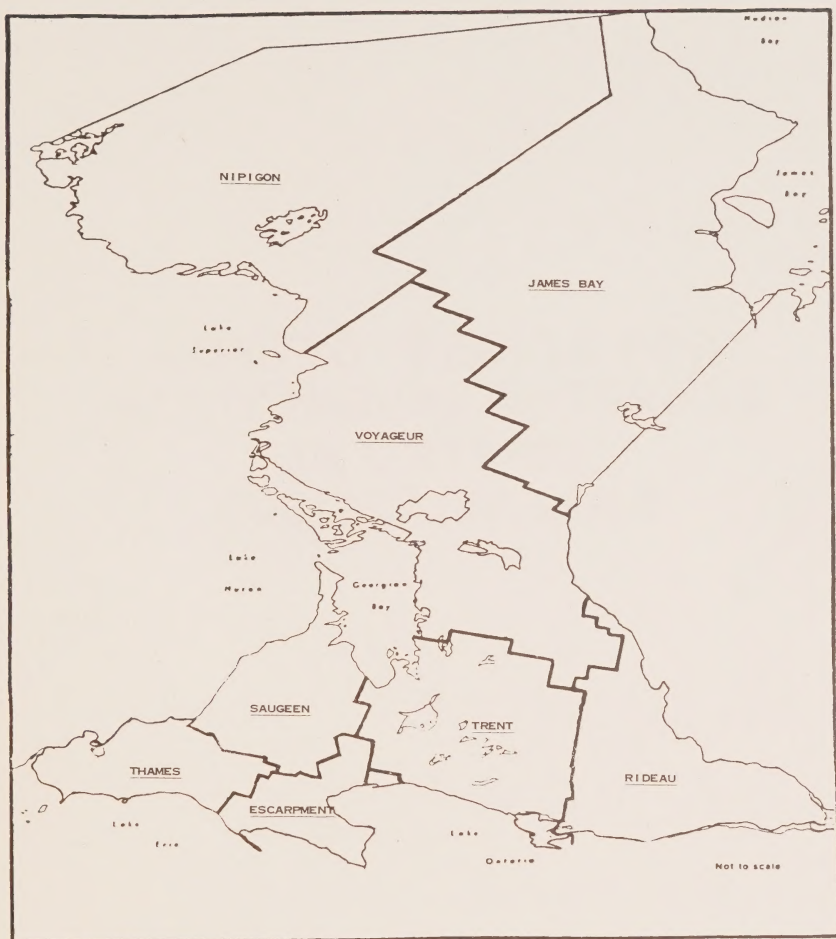 Hudson
Bay
NIPIGON
James
Bay
JAMES BAY
Lake
Superior
VOYAGEUR
Lake
Huron
Georgian
Bay
SAUGEEN
TRENT
THAMES
RIDEAU
ESCARPMENT
Lake
Erie
Lake
Ontario
Not to scale